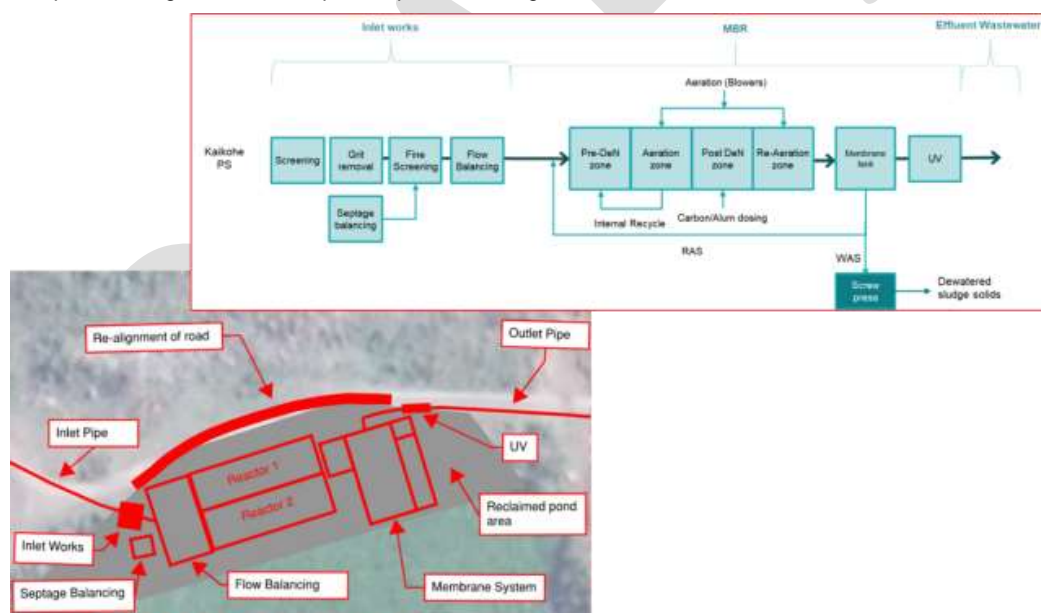 Inlet works
MBR
Effluent Wastewater
Aeration (Blowers)
Kaikohe
PS
Screening
Grit
removal
Fine
Screening
Flow
Balancing
Pre-DeN
zone
Aeration
zone
Post DeN
zone
Re-Aeration
zone
Membrane
tank
UV
Septage
balancing
Internal Recycle
Carbon/Alum dosing
RAS
WAS
Screw
press
Dewatered
sludge solids
Re-alignment of road
Outlet Pipe
Inlet Pipe
UV
Reactor 1
Reactor 2
Reclaimed pond
area
Inlet Works
Septage Balancing
Flow Balancing
Membrane System